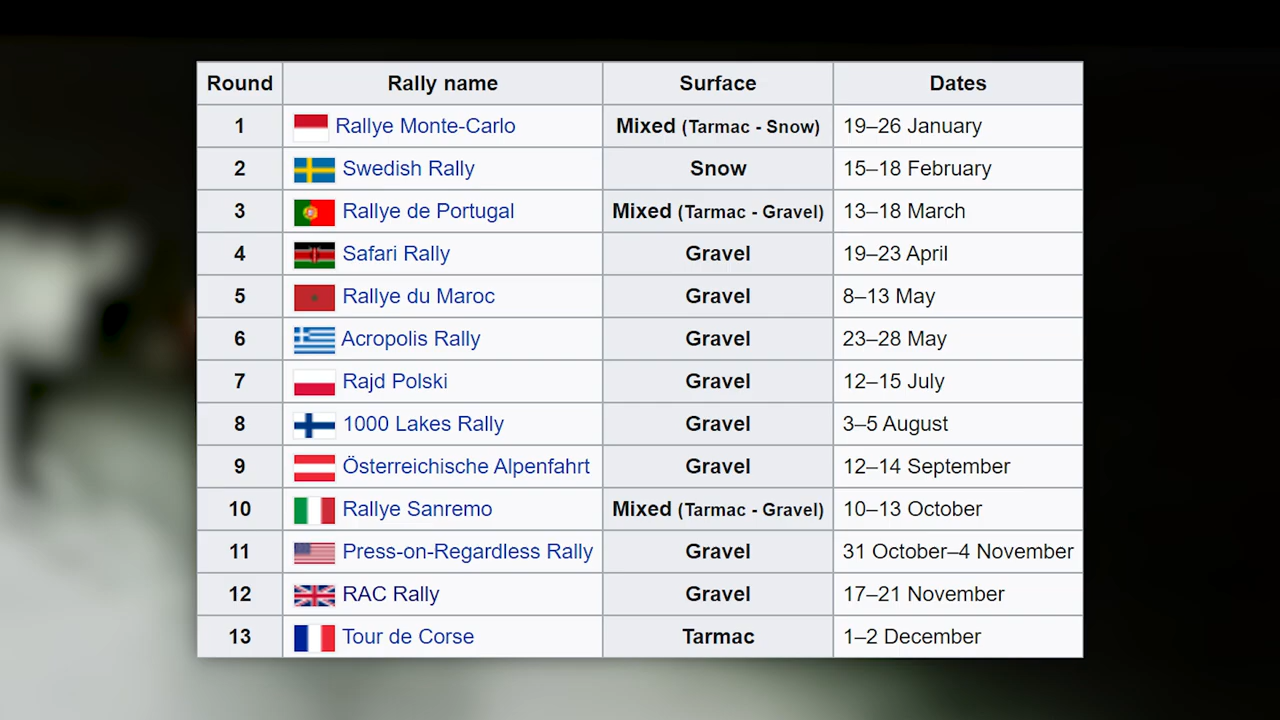 Round Rally name Surface Dates
1 Rallye Monte-Carlo Mixed (Tarmac - Snow) 19–26 January
2 Swedish Rally Snow 15–18 February
3 Rallye de Portugal Mixed (Tarmac - Gravel) 13–18 March
4 Safari Rally Gravel 19–23 April
5 Rallye du Maroc Gravel 8–13 May
6 Acropolis Rally Gravel 23–28 May
7 Rajd Polski Gravel 12–15 July
8 1000 Lakes Rally Gravel 3–5 August
9 Österreichische Alpenfahrt Gravel 12–14 September
10 Rallye Sanremo Mixed (Tarmac - Gravel) 10–13 October
11 Press-on-Regardless Rally Gravel 31 October–4 November
12 RAC Rally Gravel 17–21 November
13 Tour de Corse Tarmac 1–2 December